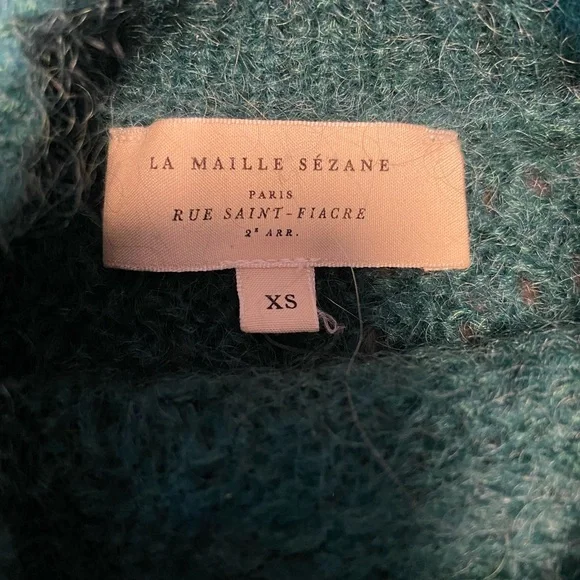 LA MAILLE SÉZANE
PARIS
RUE SAINT-FIACRE
2ᵉ ARR.
XS